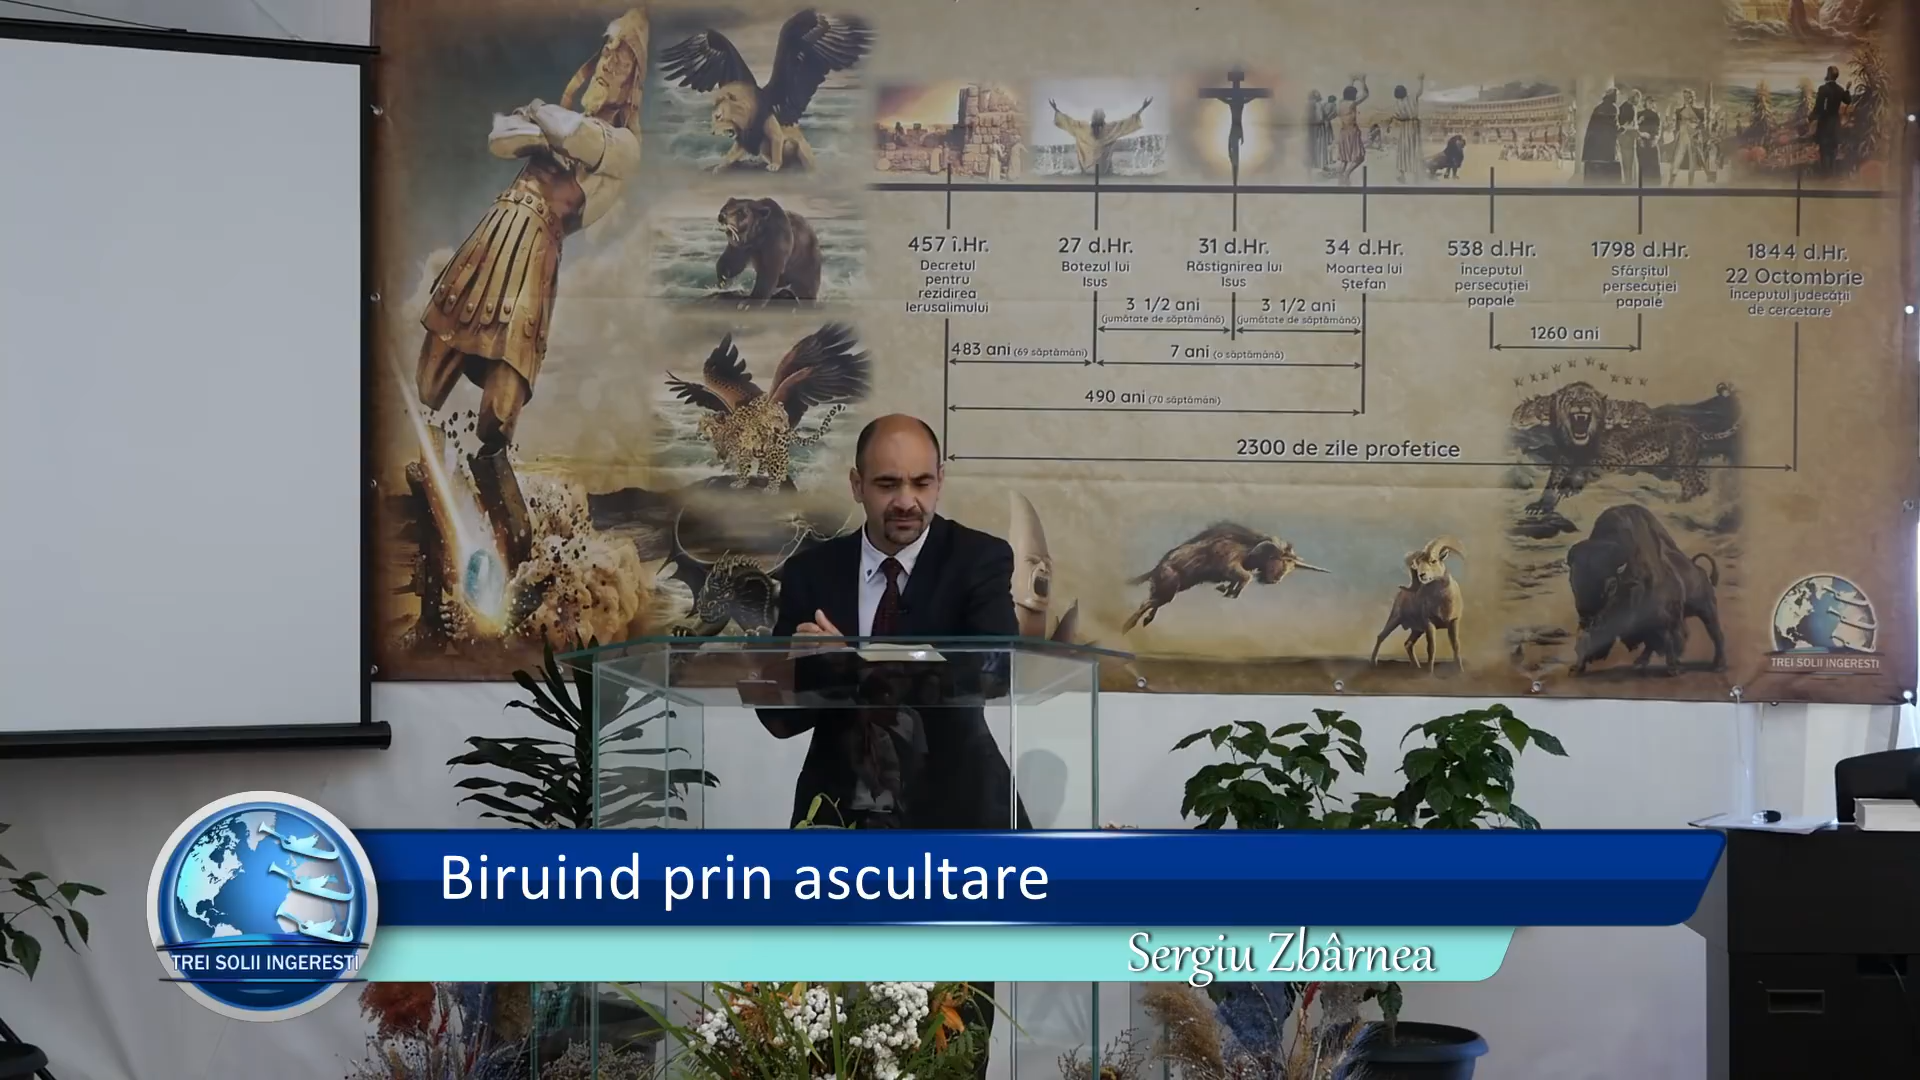 457 î.Hr.
Decretul
pentru
rezidirea
Ierusalimului
27 d.Hr.
Botezul lui
Isus
31 d.Hr.
Răstignirea lui
Isus
34 d.Hr.
Moartea lui
Ștefan
538 d.Hr.
Începutul
persecuției
papale
1798 d.Hr.
Sfârșitul
persecuției
papale
1844 d.Hr.
22 Octombrie
Începutul judecății
de cercetare
3 1/2 ani
(jumătate de săptămână)
3 1/2 ani
(jumătate de săptămână)
1260 ani
483 ani (69 săptămâni)
7 ani (o săptămână)
490 ani (70 săptămâni)
2300 de zile profetice
TREI SOLII INGERESTI
Biruind prin ascultare
Sergiu Zbârnea
TREI SOLII INGERESTI